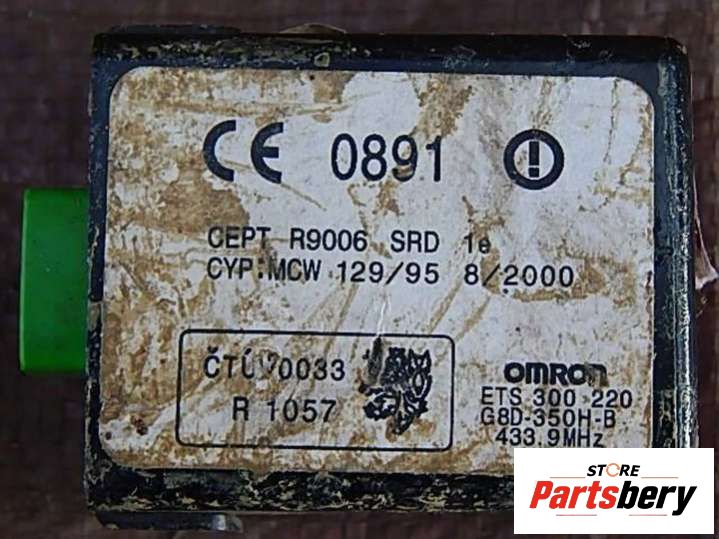 CE 0891
CEPT R9006 SRD 1e
CYP:MCW 129/95 8/2000
ČTÚ 70033
R 1057
OMRON
ETS 300 220
G8D-350H-B
433.9MHz
STORE
Partsbery